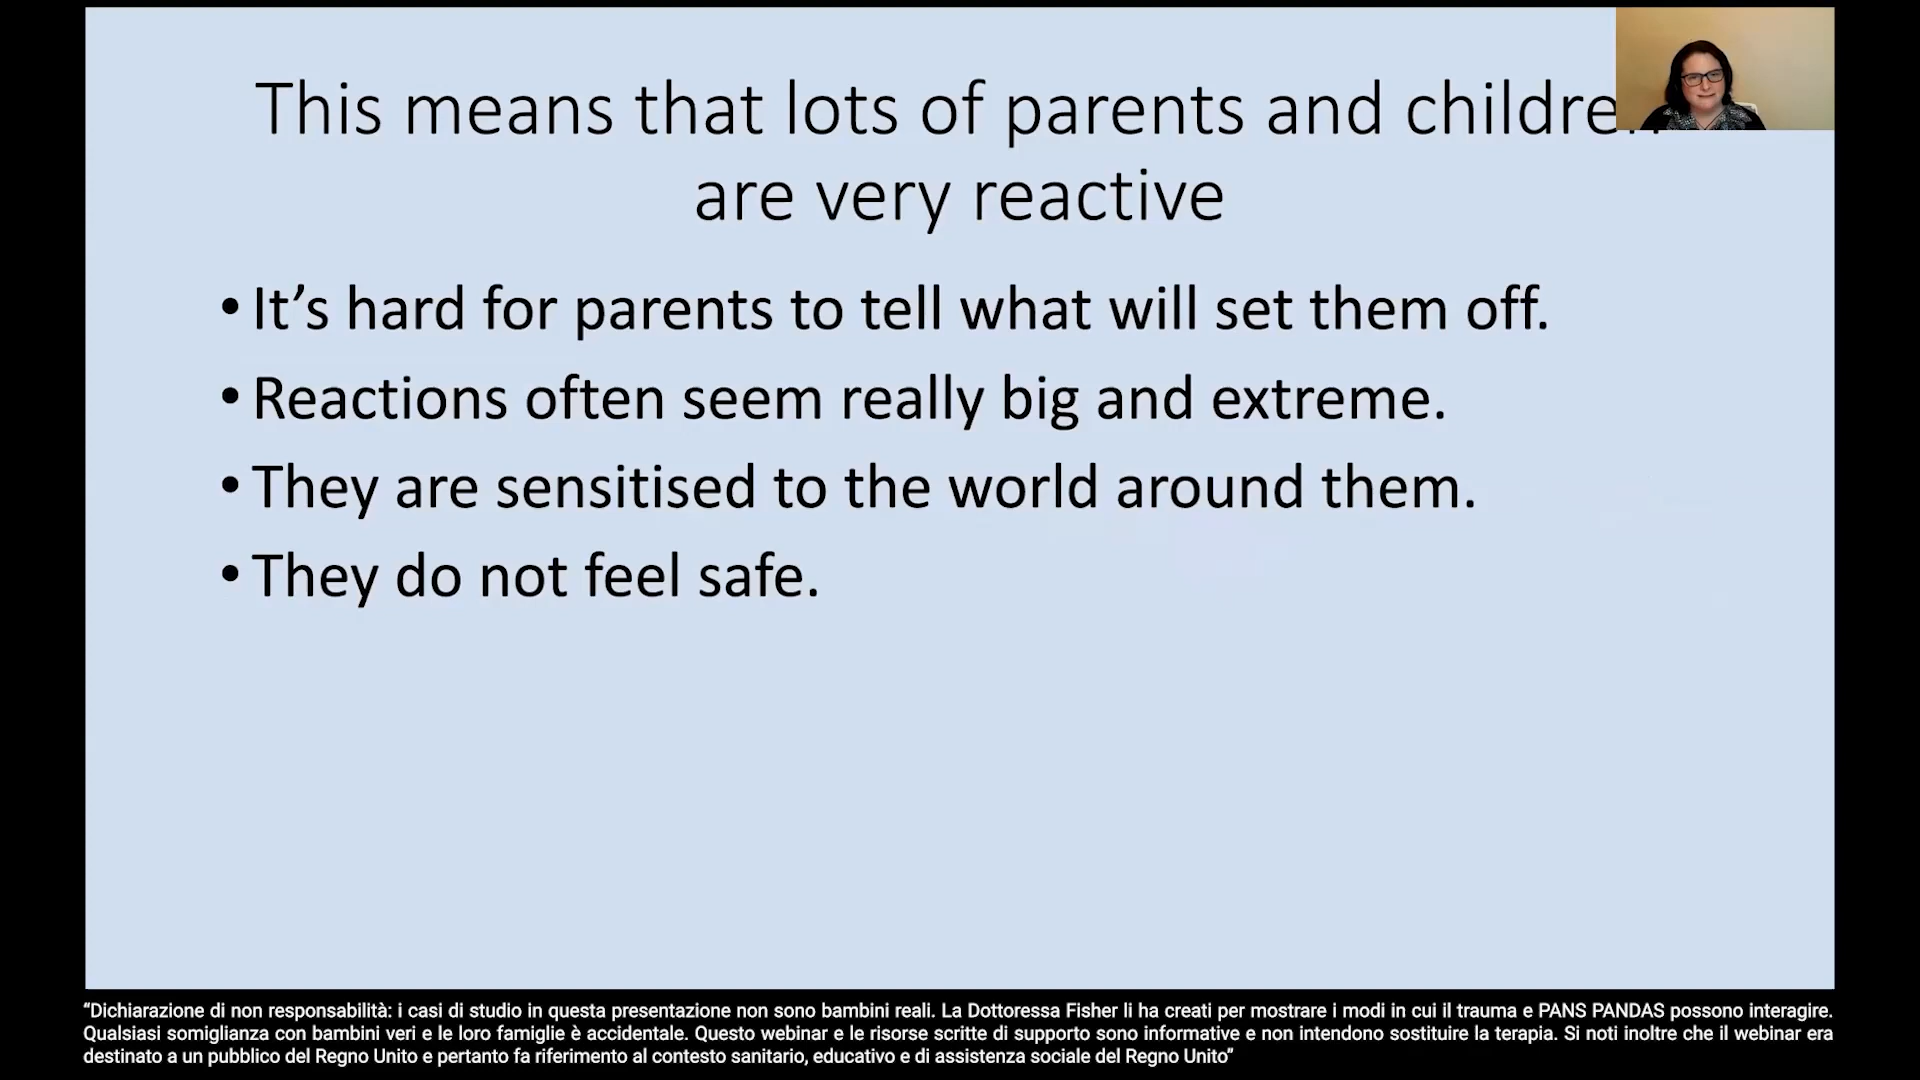 This means that lots of parents and children
are very reactive
• It’s hard for parents to tell what will set them off.
• Reactions often seem really big and extreme.
• They are sensitised to the world around them.
• They do not feel safe.
“Dichiarazione di non responsabilità: i casi di studio in questa presentazione non sono bambini reali. La Dottoressa Fisher li ha creati per mostrare i modi in cui il trauma e PANS PANDAS possono interagire.
Qualsiasi somiglianza con bambini veri e le loro famiglie è accidentale. Questo webinar e le risorse scritte di supporto sono informative e non intendono sostituire la terapia. Si noti inoltre che il webinar era
destinato a un pubblico del Regno Unito e pertanto fa riferimento al contesto sanitario, educativo e di assistenza sociale del Regno Unito”